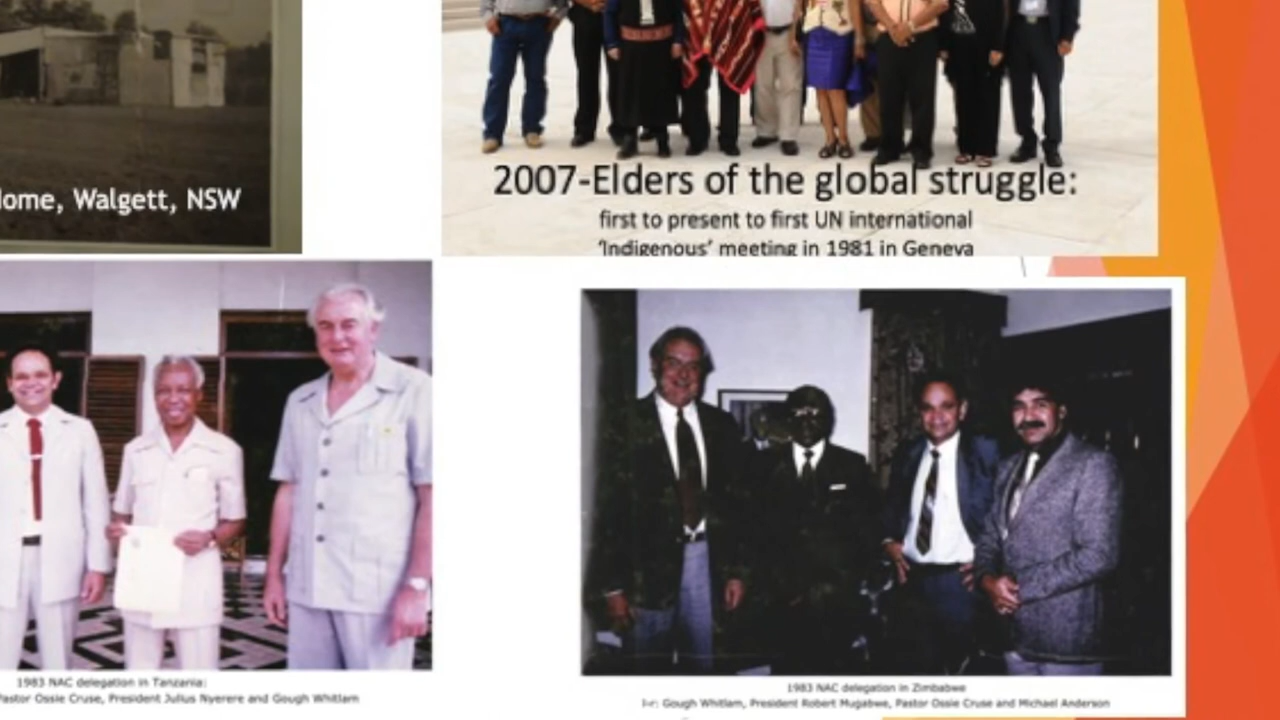 ome, Walgett, NSW
2007-Elders of the global struggle:
first to present to first UN international
'Indigenous' meeting in 1981 in Geneva
1983 NAC delegation in Tanzania:
Pastor Ossie Cruse, President Julius Nyerere and Gough Whitlam
1983 NAC delegation in Zimbabwe
l-r: Gough Whitlam, President Robert Mugabwe, Pastor Ossie Cruse and Michael Anderson